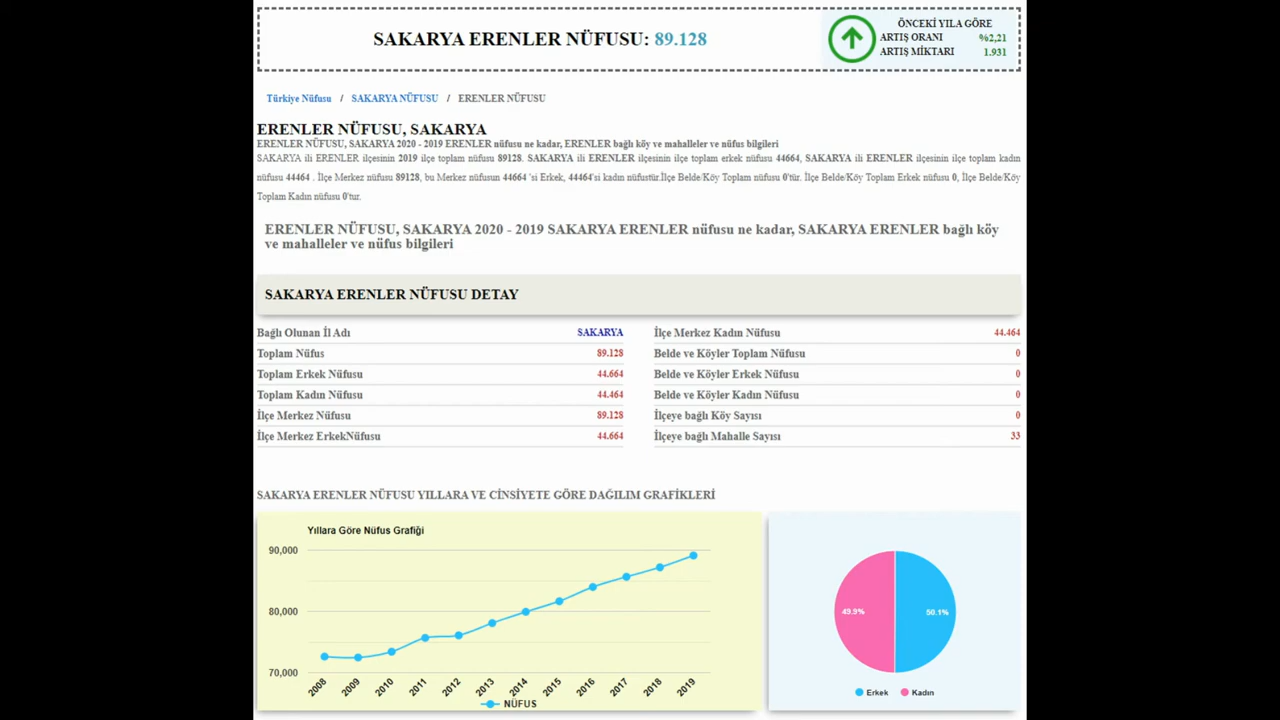 SAKARYA ERENLER NÜFUSU: 89.128
ÖNCEKİ YILA GÖRE
ARTIŞ ORANI %2,21
ARTIŞ MİKTARI 1.931
Türkiye Nüfusu / SAKARYA NÜFUSU / ERENLER NÜFUSU
ERENLER NÜFUSU, SAKARYA
ERENLER NÜFUSU, SAKARYA 2020 - 2019 ERENLER nüfusu ne kadar, ERENLER bağlı köy ve mahalleler ve nüfus bilgileri
SAKARYA ili ERENLER ilçesinin 2019 ilçe toplam nüfusu 89128. SAKARYA ili ERENLER ilçesinin ilçe toplam erkek nüfusu 44664, SAKARYA ili ERENLER ilçesinin ilçe toplam kadın
nüfusu 44464 . İlçe Merkez nüfusu 89128, bu Merkez nüfusun 44664 'si Erkek, 44464'si kadın nüfustür.İlçe Belde/Köy Toplam nüfusu 0'tür. İlçe Belde/Köy Toplam Erkek nüfusu 0, İlçe Belde/Köy
Toplam Kadın nüfusu 0'tur.
ERENLER NÜFUSU, SAKARYA 2020 - 2019 SAKARYA ERENLER nüfusu ne kadar, SAKARYA ERENLER bağlı köy
ve mahalleler ve nüfus bilgileri
SAKARYA ERENLER NÜFUSU DETAY
Bağlı Olunan İl Adı SAKARYA
Toplam Nüfus 89.128
Toplam Erkek Nüfusu 44.664
Toplam Kadın Nüfusu 44.464
İlçe Merkez Nüfusu 89.128
İlçe Merkez ErkekNüfusu 44.664
İlçe Merkez Kadın Nüfusu 44.464
Belde ve Köyler Toplam Nüfusu 0
Belde ve Köyler Erkek Nüfusu 0
Belde ve Köyler Kadın Nüfusu 0
İlçeye bağlı Köy Sayısı 0
İlçeye bağlı Mahalle Sayısı 33
SAKARYA ERENLER NÜFUSU YILLARA VE CİNSİYETE GÖRE DAĞILIM GRAFİKLERİ
Yıllara Göre Nüfus Grafiği
90,000
80,000
70,000
2008 2009 2010 2011 2012 2013 2014 2015 2016 2017 2018 2019
NÜFUS
49.9% 50.1%
Erkek Kadın